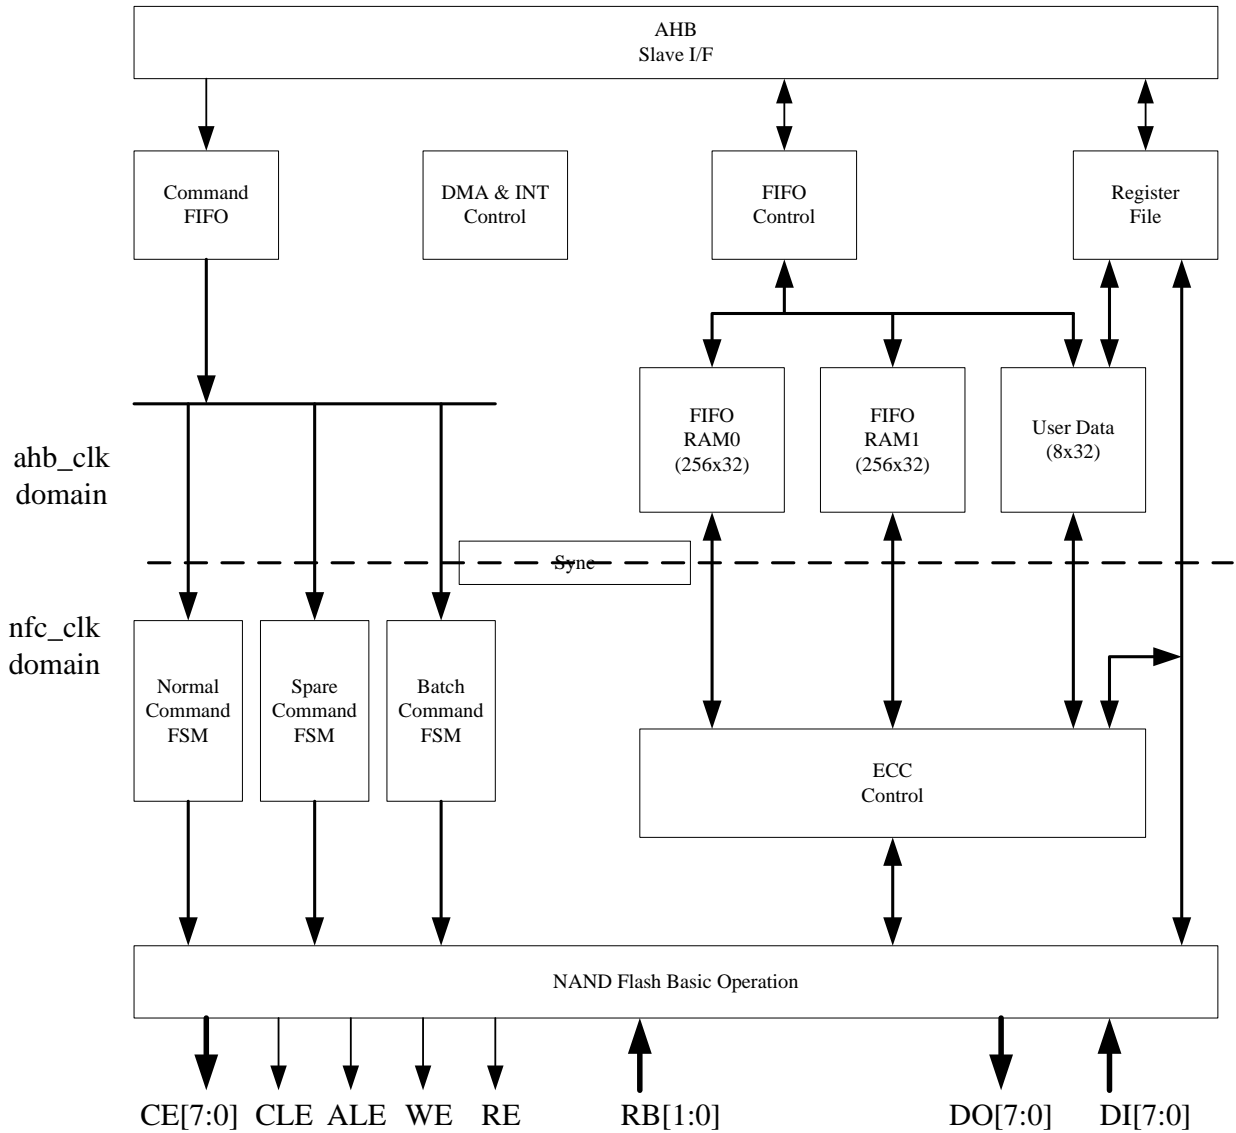 AHB
Slave I/F
Command
FIFO
DMA & INT
Control
FIFO
Control
Register
File
FIFO
RAM0
(256x32)
FIFO
RAM1
(256x32)
User Data
(8x32)
ahb_clk
domain
Sync
nfc_clk
domain
Normal
Command
FSM
Spare
Command
FSM
Batch
Command
FSM
ECC
Control
NAND Flash Basic Operation
CE[7:0] CLE ALE WE RE RB[1:0] DO[7:0] DI[7:0]